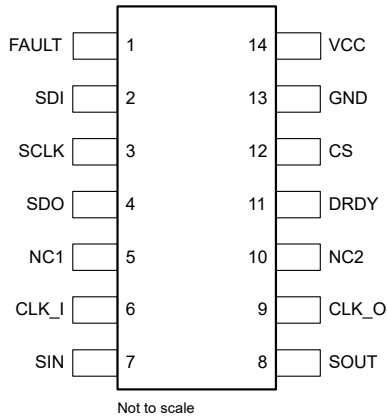 FAULT 1 14 VCC
SDI 2 13 GND
SCLK 3 12 CS
SDO 4 11 DRDY
NC1 5 10 NC2
CLK_I 6 9 CLK_O
SIN 7 8 SOUT
Not to scale